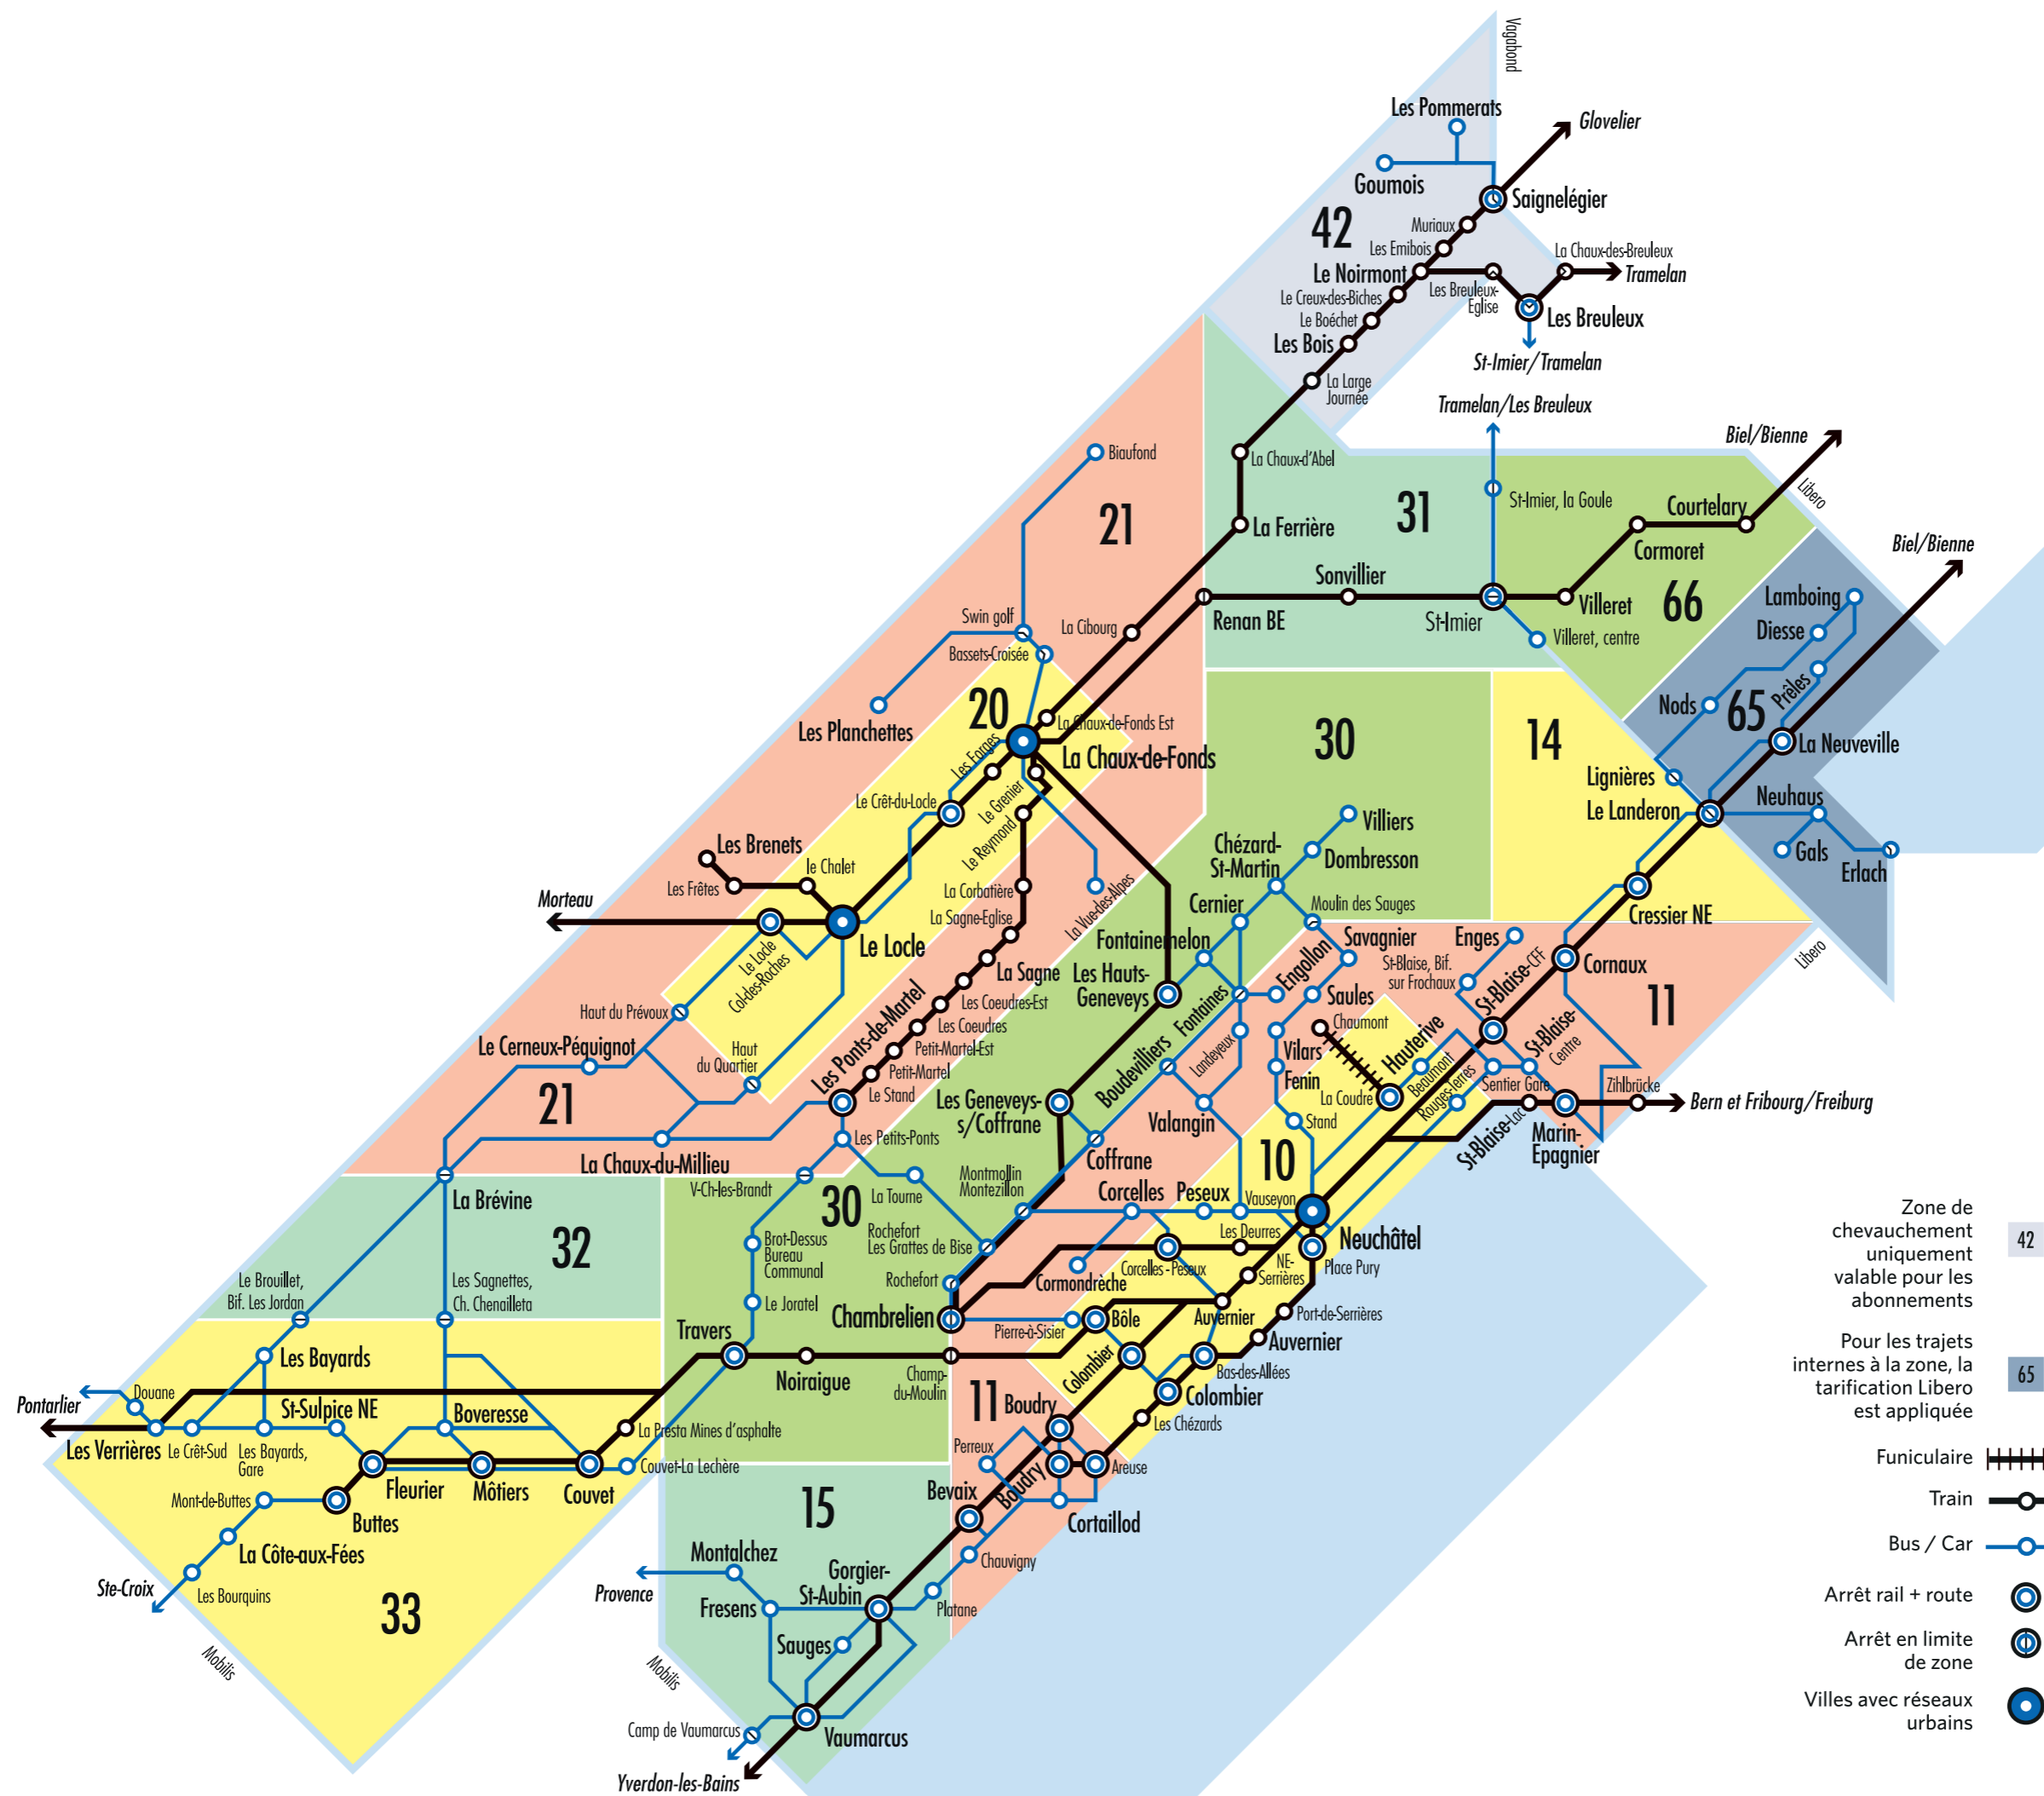 Vagabond
Les Pommerats
Glovelier
Goumois
Saignelégier
42
Muriaux
Les Emibois
La Chaux-des-Breuleux
Le Noirmont
Tramelan
Le Creux-des-Biches
Les Breuleux-
Eglise
Le Boéchet
Les Breuleux
Les Bois
St-Imier/Tramelan
La Large
Journée
Tramelan/Les Breuleux
Biel/Bienne
Biaufond
La Chaux-d'Abel
Libero
21
31
St-Imier, la Goule
Courtelary
La Ferrière
Cormoret
Biel/Bienne
Sonvillier
Lamboing
Swin golf
La Cibourg
Renan BE
St-Imier
Villeret
66
Diesse
Villeret, centre
Bassets-Croisée
Prêles
Nods
65
20
Les Planchettes
La Chaux-de-Fonds Est
La Chaux-de-Fonds
30
14
La Neuveville
Les Forges
Lignières
Le Crêt-du-Locle
Le Grenier
Neuhaus
Le Landeron
Le Reymond
Villiers
Les Brenets
Chézard-
St-Martin
Dombresson
Gals
le Chalet
Erlach
Les Frêtes
La Corbatière
La Vue-des-Alpes
Morteau
Cernier
Moulin des Sauges
Cressier NE
La Sagne-Eglise
Le Locle
Fontainemelon
Savagnier
Enges
Libero
Le Locle
Col-des-Roches
La Sagne
Les Hauts-
Geneveys
Engollon
St-Blaise, Bif.
sur Frochaux
St-Blaise-CFF
Cornaux
Les Coeudres-Est
Fontaines
Saules
11
Haut du Prévoux
Les Coeudres
Chaumont
Le Cerneux-Péquignot
Les Ponts-de-Martel
Petit-Martel-Est
Landeyeux
Vilars
Hauterive
St-Blaise-
Centre
Haut
du Quartier
Petit-Martel
Boudevilliers
Fenin
Beaumont
Sentier Gare
Zihlbrücke
21
Le Stand
Les Geneveys-
s/Coffrane
Valangin
La Coudre
Rouges-Terres
Bern et Fribourg/Freiburg
Stand
St-Blaise-Lac
Marin-
Epagnier
Les Petits-Ponts
La Chaux-du-Millieu
Coffrane
10
Montmollin
Montezillon
V-Ch-les-Brandt
La Tourne
Corcelles
Peseux
Vauseyon
La Brévine
30
32
Rochefort
Les Grattes de Bise
Les Deurres
Neuchâtel
Brot-Dessus
Bureau
Communal
Place Pury
Corcelles - Peseux
NE-
Serrières
Le Brouillet,
Bif. Les Jordan
Les Sagnettes,
Ch. Chenailleta
Rochefort
Cormondrèche
Le Joratel
Chambrelien
Bôle
Auvernier
Port-de-Serrières
Pierre-à-Sisier
Travers
Auvernier
Les Bayards
Noiraigue
Champ-
du-Moulin
Colombier
Bas-des-Allées
Douane
Pontarlier
11
Colombier
St-Sulpice NE
Boveresse
Boudry
Les Chézards
Les Verrières
Le Crêt-Sud
Les Bayards,
Gare
La Presta Mines d'asphalte
Perreux
Couvet-La Lechère
Areuse
Fleurier
Môtiers
Couvet
Boudry
Bevaix
Mont-de-Buttes
15
Buttes
Cortaillod
La Côte-aux-Fées
Montalchez
Chauvigny
Gorgier-
St-Aubin
Ste-Croix
Les Bourquins
Provence
Fresens
Platane
33
Sauges
Mobilis
Mobilis
Camp de Vaumarcus
Vaumarcus
Yverdon-les-Bains
Zone de
chevauchement
uniquement
valable pour les
abonnements
42
Pour les trajets
internes à la zone, la
tarification Libero
est appliquée
65
Funiculaire
Train
Bus / Car
Arrêt rail + route
Arrêt en limite
de zone
Villes avec réseaux
urbains